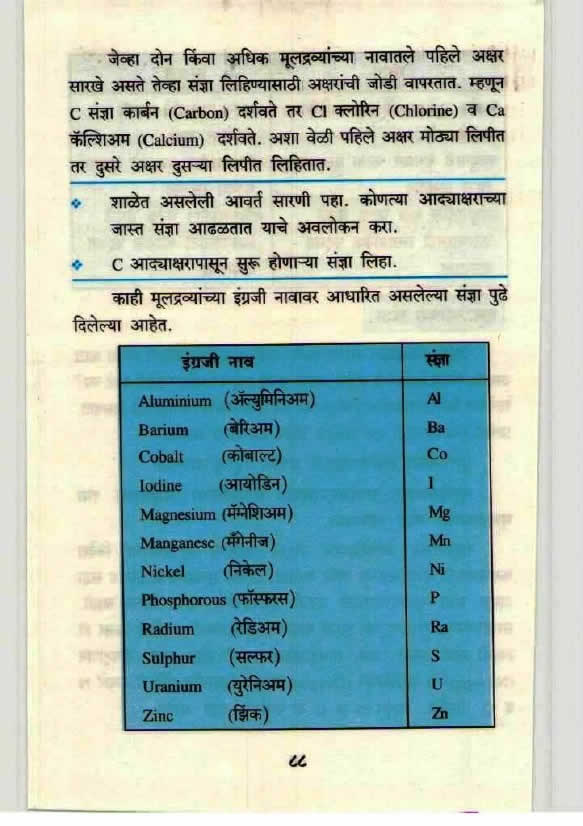 जेव्हा दोन किंवा अधिक मूलद्रव्यांच्या नावातले पहिले अक्षर
सारखे असते तेव्हा संज्ञा लिहिण्यासाठी अक्षरांची जोडी वापरतात. म्हणून
C संज्ञा कार्बन (Carbon) दर्शवते तर Cl क्लोरिन (Chlorine) व Ca
कॅल्शिअम (Calcium) दर्शवते. अशा वेळी पहिले अक्षर मोठ्या लिपीत
तर दुसरे अक्षर दुसऱ्या लिपीत लिहितात.
❖ शाळेत असलेली आवर्त सारणी पहा. कोणत्या आद्याक्षराच्या
जास्त संज्ञा आढळतात याचे अवलोकन करा.
❖ C आद्याक्षरापासून सुरू होणाऱ्या संज्ञा लिहा.
काही मूलद्रव्यांच्या इंग्रजी नावावर आधारित असलेल्या संज्ञा पुढे
दिलेल्या आहेत.
इंग्रजी नाव संज्ञा
Aluminium (ॲल्युमिनिअम) Al
Barium (बेरिअम) Ba
Cobalt (कोबाल्ट) Co
Iodine (आयोडिन) I
Magnesium (मॅग्नेशिअम) Mg
Manganese (मँगेनीज) Mn
Nickel (निकेल) Ni
Phosphorous (फॉस्फरस) P
Radium (रेडिअम) Ra
Sulphur (सल्फर) S
Uranium (युरेनिअम) U
Zinc (झिंक) Zn
८८